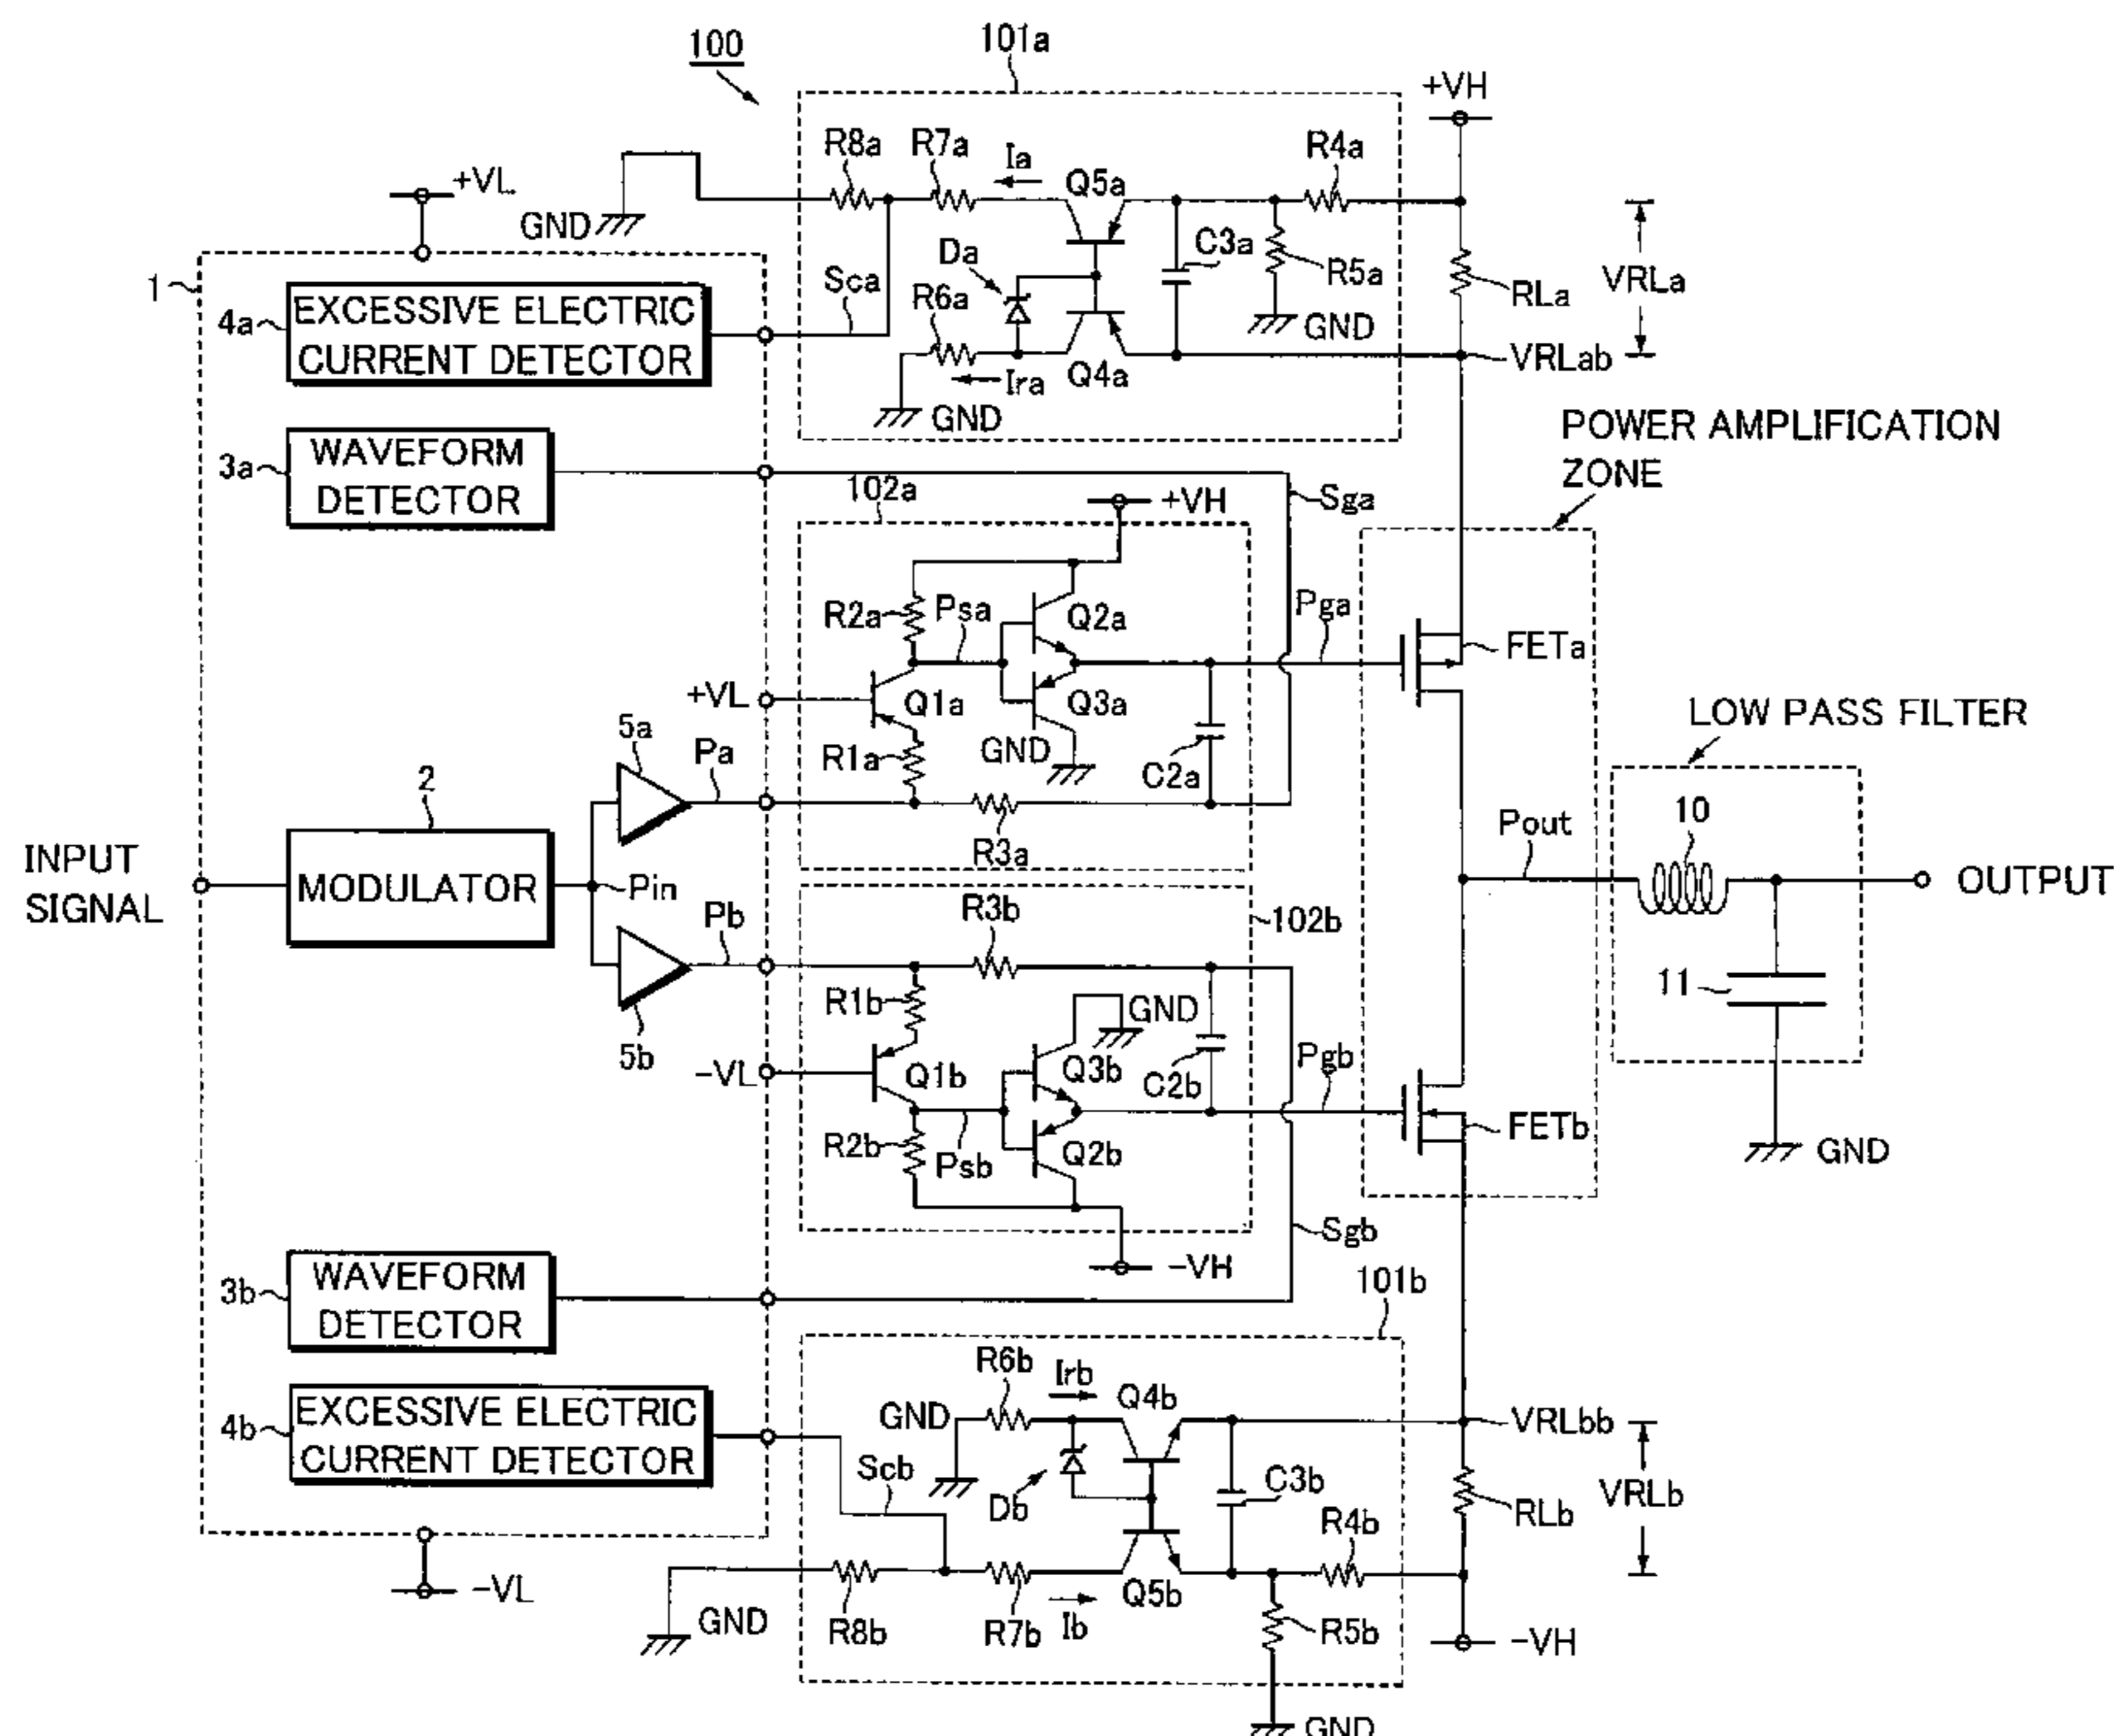 100
101a
+VH
R8a
R7a
Ia
Q5a
R4a
+VL
GND
Da
C3a
R5a
RLa
VRLa
1
Sca
R6a
4a
EXCESSIVE ELECTRIC
CURRENT DETECTOR
GND
Q4a
VRLab
Ira
GND
POWER AMPLIFICATION
ZONE
3a
WAVEFORM
DETECTOR
102a
+VH
Sga
R2a
Psa
Q2a
Pga
FETa
+VL
Q1a
Q3a
LOW PASS FILTER
5a
Pa
R1a
GND
C2a
2
10
Pout
INPUT
SIGNAL
MODULATOR
Pin
R3a
OUTPUT
Pb
R3b
102b
11
R1b
GND
5b
-VL
Q1b
Q3b
C2b
Pgb
FETb
R2b
Psb
Q2b
GND
Sgb
3b
WAVEFORM
DETECTOR
-VH
101b
R6b
Irb
Q4b
4b
EXCESSIVE ELECTRIC
CURRENT DETECTOR
GND
VRLbb
Scb
Db
C3b
VRLb
RLb
R4b
-VL
GND
R8b
R7b
Ib
Q5b
R5b
-VH
GND